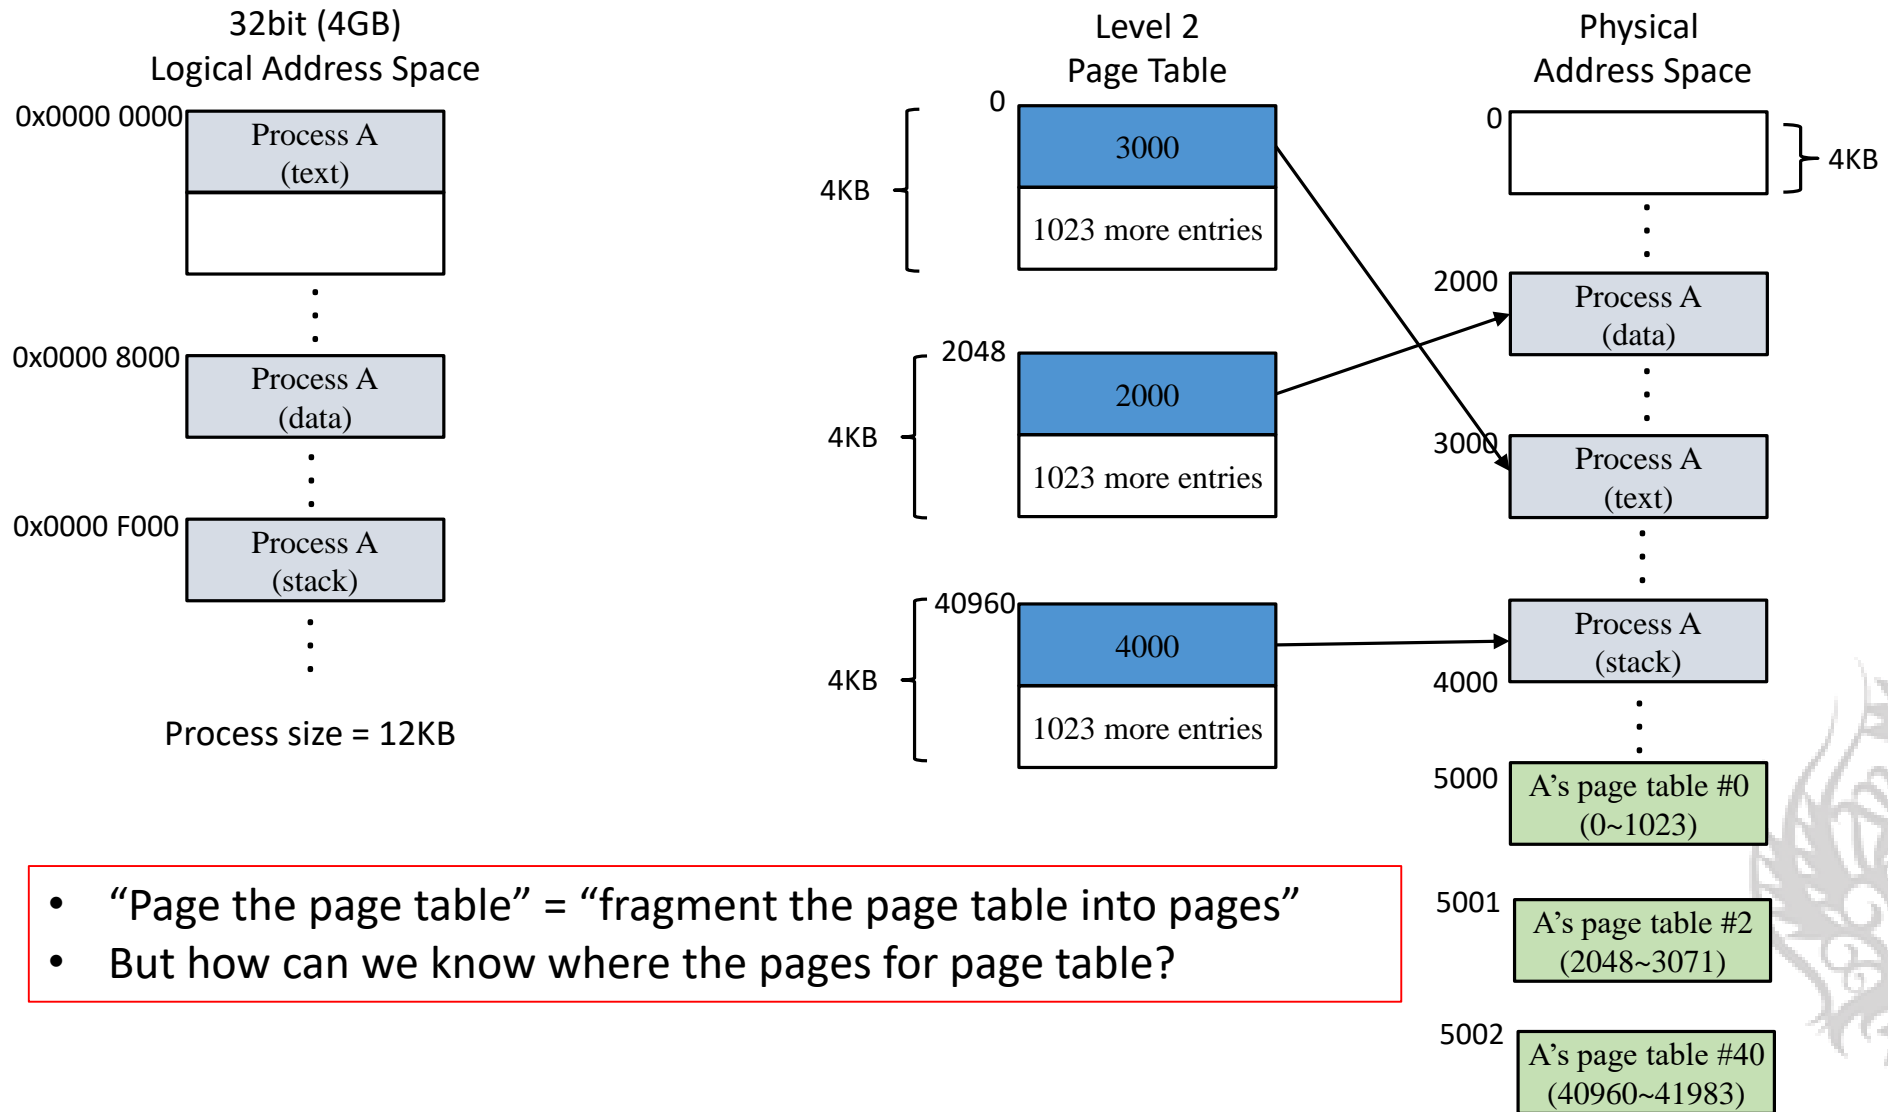 32bit (4GB)
Logical Address Space
0x0000 0000
Process A
(text)
0x0000 8000
Process A
(data)
0x0000 F000
Process A
(stack)
Process size = 12KB
Level 2
Page Table
0
3000
1023 more entries
4KB
2048
2000
1023 more entries
4KB
40960
4000
1023 more entries
4KB
Physical
Address Space
0
4KB
2000
Process A
(data)
3000
Process A
(text)
Process A
(stack)
4000
5000
A's page table #0
(0~1023)
5001
A's page table #2
(2048~3071)
5002
A's page table #40
(40960~41983)
• “Page the page table” = “fragment the page table into pages”
• But how can we know where the pages for page table?